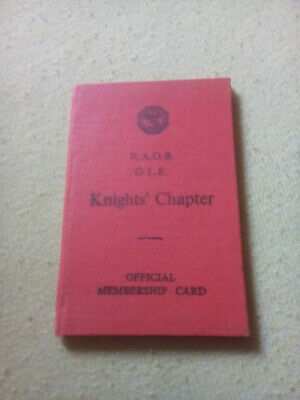 R.A.O.B.
G.L.E.
Knights' Chapter
OFFICIAL
MEMBERSHIP CARD